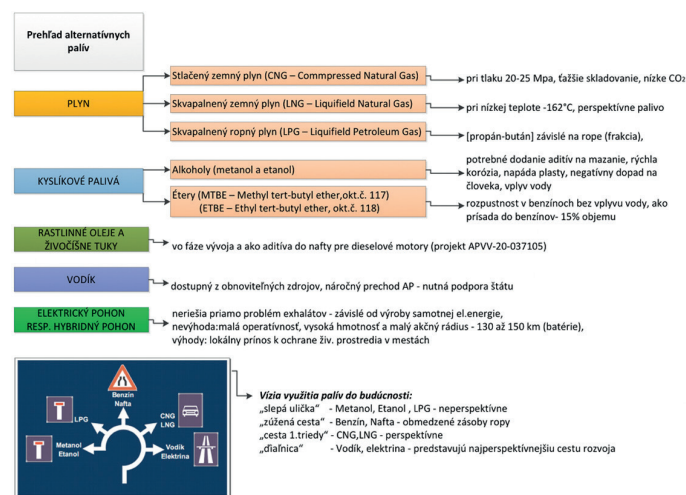 Prehľad alternatívnych
palív
PLYN
Stlačený zemný plyn (CNG – Commpressed Natural Gas)
pri tlaku 20-25 Mpa, ťažšie skladovanie, nízke CO₂
Skvapalnený zemný plyn (LNG – Liquifield Natural Gas)
pri nízkej teplote -162°C, perspektívne palivo
Skvapalnený ropný plyn (LPG - Liquifield Petroleum Gas)
[propán-bután] závislé na rope (frakcia),
KYSLÍKOVÉ PALIVÁ
Alkoholy (metanol a etanol)
potrebné dodanie aditív na mazanie, rýchla
korózia, napáda plasty, negatívny dopad na
človeka, vplyv vody
Étery (MTBE – Methyl tert-butyl ether,okt.č. 117)
(ETBE – Ethyl tert-butyl ether, okt.č. 118)
rozpustnosť v benzínoch bez vplyvu vody, ako
prísada do benzínov- 15% objemu
RASTLINNÉ OLEJE A
ŽIVOČÍŠNE TUKY
vo fáze vývoja a ako aditíva do nafty pre dieselové motory (projekt APVV-20-037105)
VODÍK
dostupný z obnoviteľných zdrojov, náročný prechod AP - nutná podpora štátu
ELEKTRICKÝ POHON
RESP. HYBRIDNÝ POHON
neriešia priamo problém exhalátov - závislé od výroby samotnej el.energie,
nevýhoda:malá operatívnosť, vysoká hmotnosť a malý akčný rádius - 130 až 150 km (batérie),
výhody: lokálny prínos k ochrane živ. prostredia v mestách
Benzín
Nafta
LPG
CNG
LNG
Metanol
Etanol
Vodík
Elektrina
Vízia využitia palív do budúcnosti:
„slepá ulička“ - Metanol, Etanol , LPG - neperspektívne
„zúžená cesta“ - Benzín, Nafta - obmedzené zásoby ropy
„cesta 1.triedy“ - CNG,LNG - perspektívne
„diaľnica“ - Vodík, elektrina - predstavujú najperspektívnejšiu cestu rozvoja